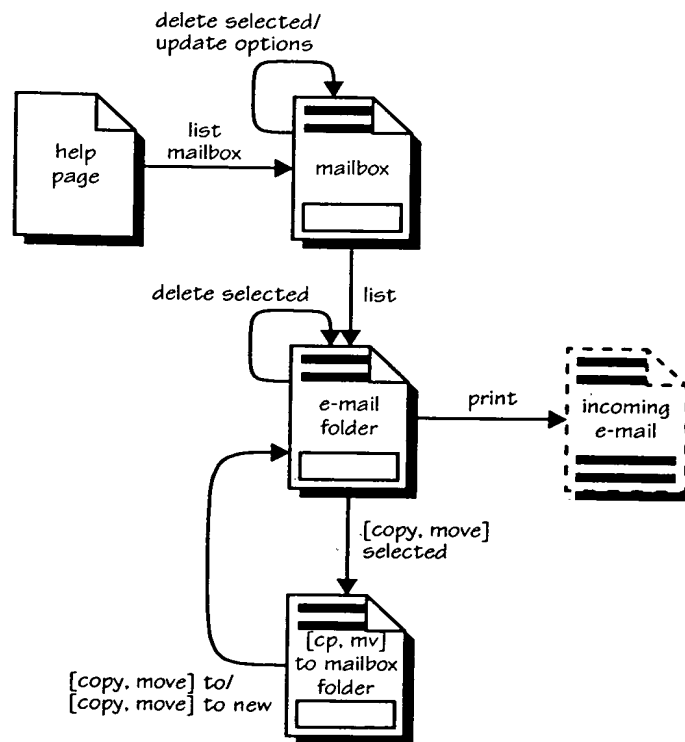 delete selected/
update options
help
page
list
mailbox
mailbox
delete selected
list
e-mail
folder
print
incoming
e-mail
[copy, move]
selected
[cp, mv]
to mailbox
folder
[copy, move] to/
[copy, move] to new